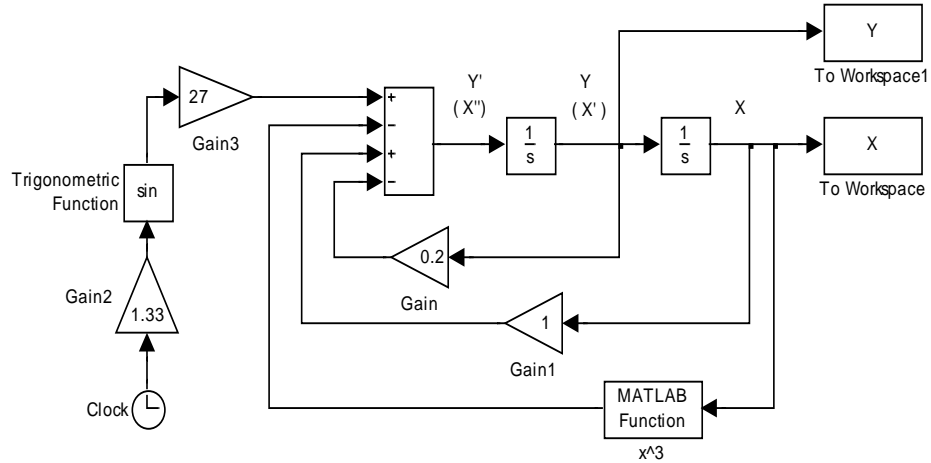 Y
To Workspace1
Y'
( X'')
Y
( X' )
X
27
Gain3
+
−
+
−
1
s
1
s
X
To Workspace
Trigonometric
Function
sin
0.2
Gain
Gain2
1.33
1
Gain1
Clock
MATLAB
Function
x^3